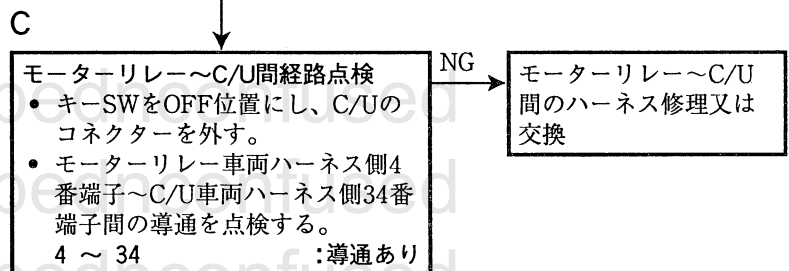 C
モーターリレー～C/U間経路点検
● キーSWをOFF位置にし、C/Uの
コネクターを外す。
● モーターリレー車両ハーネス側4
番端子～C/U車両ハーネス側34番
端子間の導通を点検する。
4 ～ 34 :導通あり
NG
モーターリレー～C/U
間のハーネス修理又は
交換